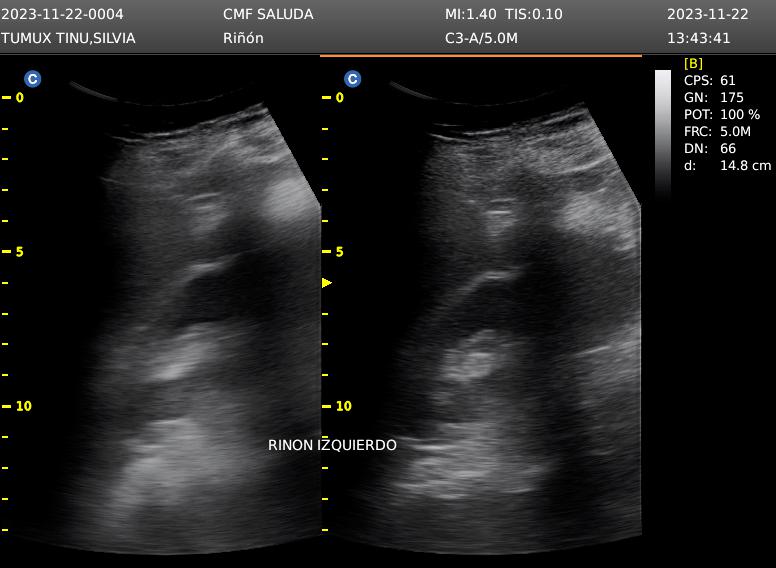 2023-11-22-0004 CMF SALUDA MI:1.40 TIS:0.10 2023-11-22
TUMUX TINU,SILVIA Riñón C3-A/5.0M 13:43:41
[B]
CPS: 61
GN: 175
POT: 100 %
FRC: 5.0M
DN: 66
d: 14.8 cm
C C
0 0
5 5
10 10
RINON IZQUIERDO